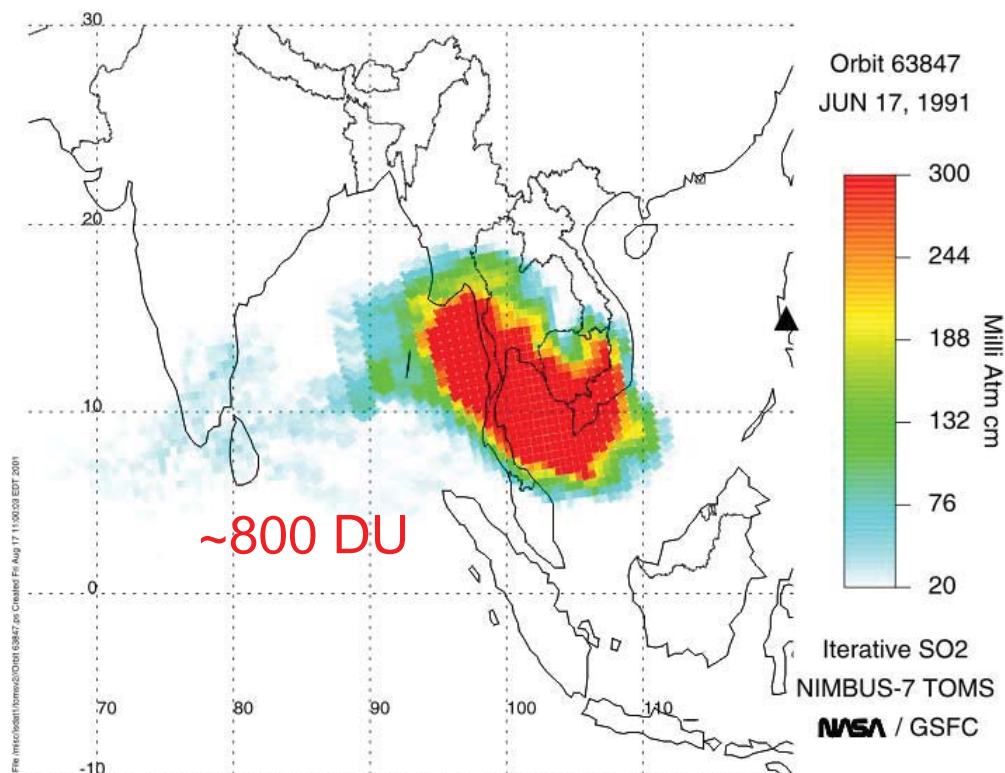 30
20
10
0
-10
70
80
90
100
110
~800 DU
Orbit 63847
JUN 17, 1991
300
244
188
132
76
20
Milli Atm cm
Iterative SO2
NIMBUS-7 TOMS
NASA / GSFC